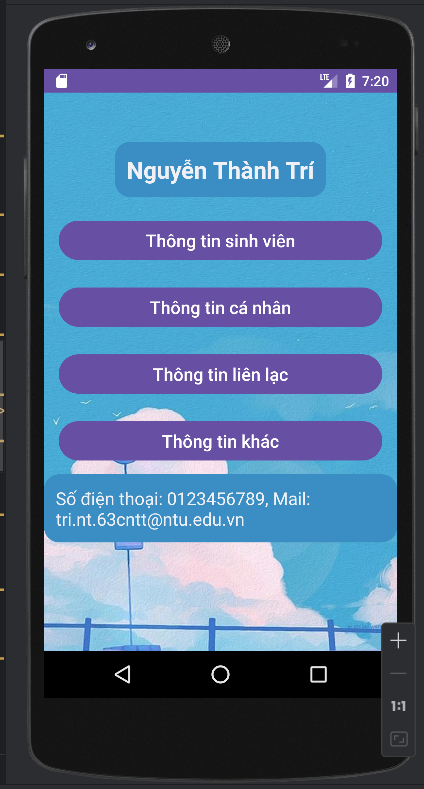 LTE 7:20
Nguyễn Thành Trí
Thông tin sinh viên
Thông tin cá nhân
Thông tin liên lạc
Thông tin khác
Số điện thoại: 0123456789, Mail:
tri.nt.63cntt@ntu.edu.vn
1:1